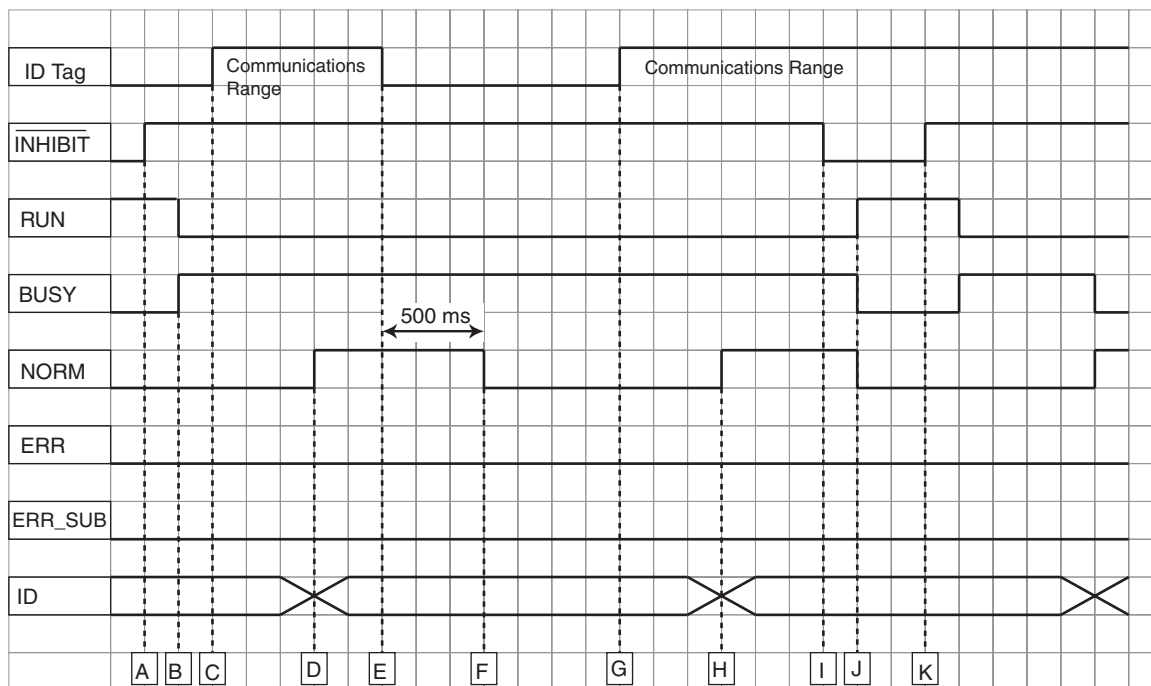 ID Tag
Communications
Range
Communications Range
INHIBIT
RUN
BUSY
500 ms
NORM
ERR
ERR_SUB
ID
A B C D E F G H I J K